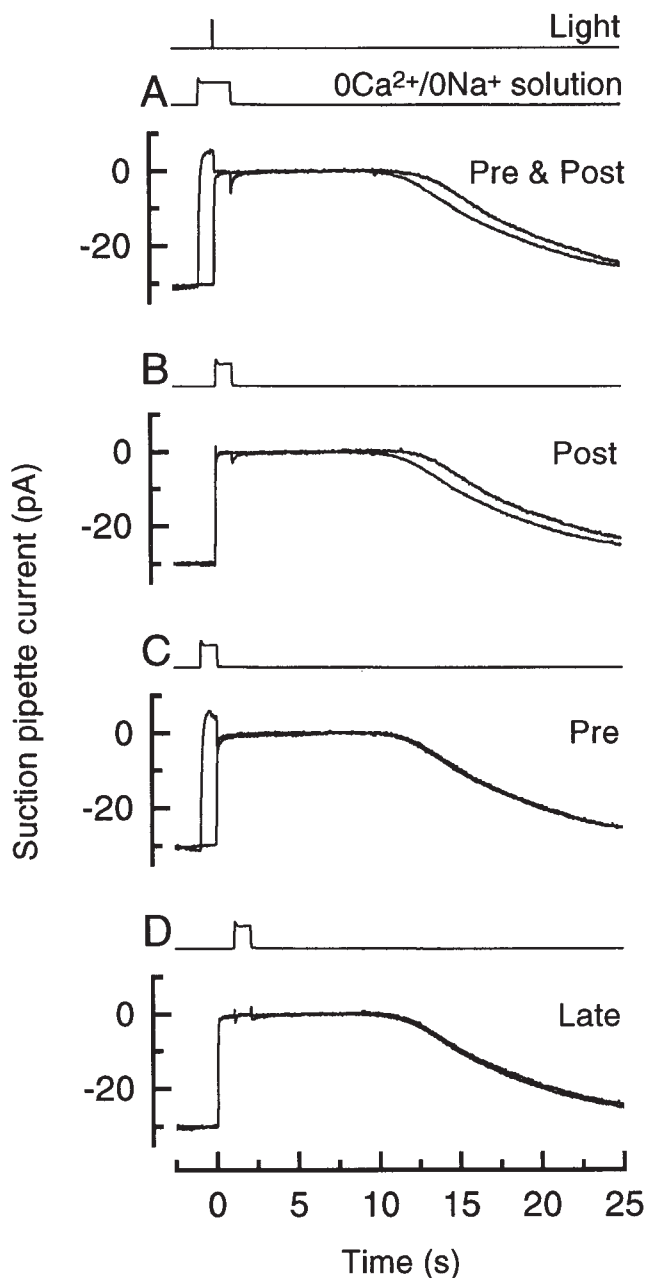 Light
A
0Ca²⁺/0Na⁺ solution
Pre & Post
0
-20
B
Post
0
-20
C
Pre
0
-20
D
Late
0
-20
Suction pipette current (pA)
0 5 10 15 20 25
Time (s)